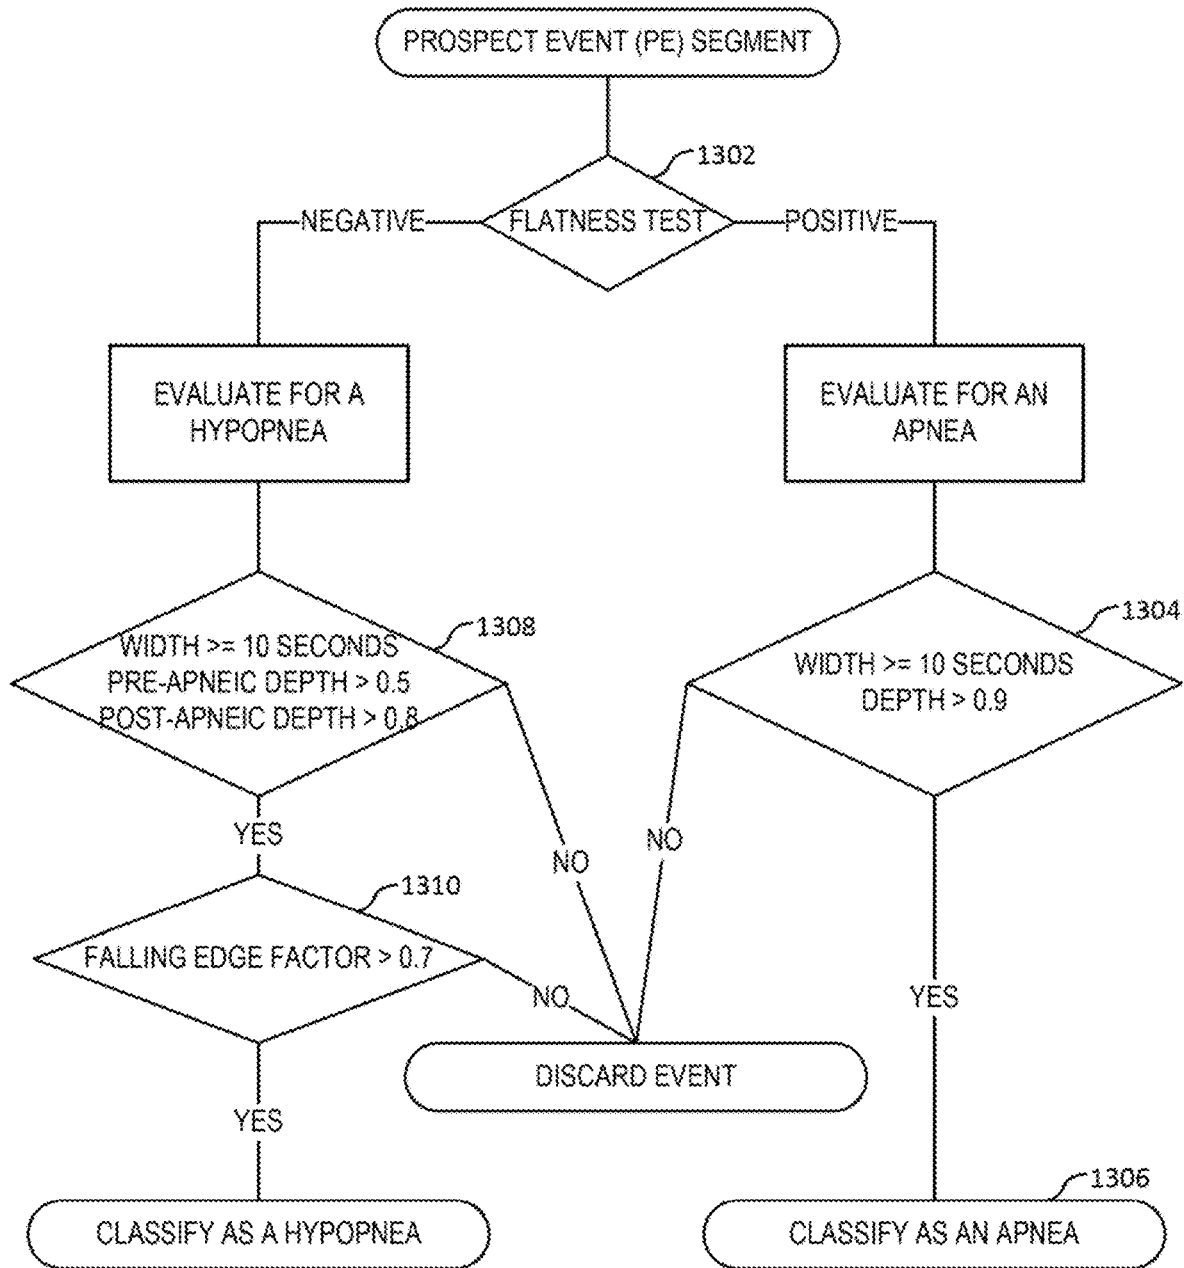 PROSPECT EVENT (PE) SEGMENT
1302
NEGATIVE
FLATNESS TEST
POSITIVE
EVALUATE FOR A
HYPOPNEA
EVALUATE FOR AN
APNEA
1308
WIDTH >= 10 SECONDS
PRE-APNEIC DEPTH > 0.5
POST-APNEIC DEPTH > 0.8
1304
WIDTH >= 10 SECONDS
DEPTH > 0.9
YES
NO
NO
1310
FALLING EDGE FACTOR > 0.7
NO
YES
DISCARD EVENT
YES
1306
CLASSIFY AS A HYPOPNEA
CLASSIFY AS AN APNEA